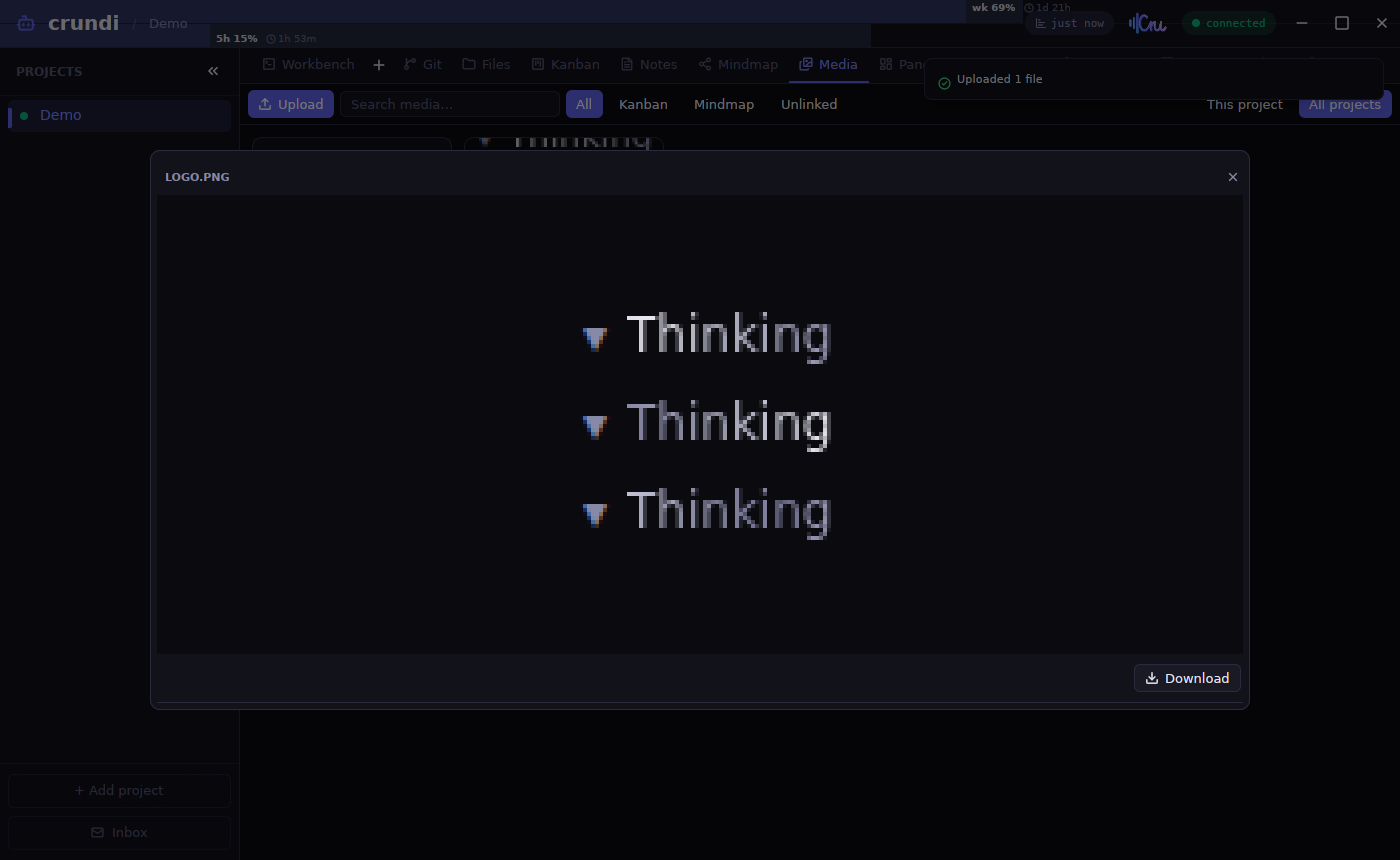 crundi / Demo
wk 69% 1d 21h
5h 15% 1h 53m
just now
Cru
connected
PROJECTS
Workbench
Git
Files
Kanban
Notes
Mindmap
Media
Uploaded 1 file
Demo
Upload
Search media...
All
Kanban
Mindmap
Unlinked
This project
All projects
Thinking
LOGO.PNG
Thinking
Thinking
Thinking
Download
+ Add project
Inbox